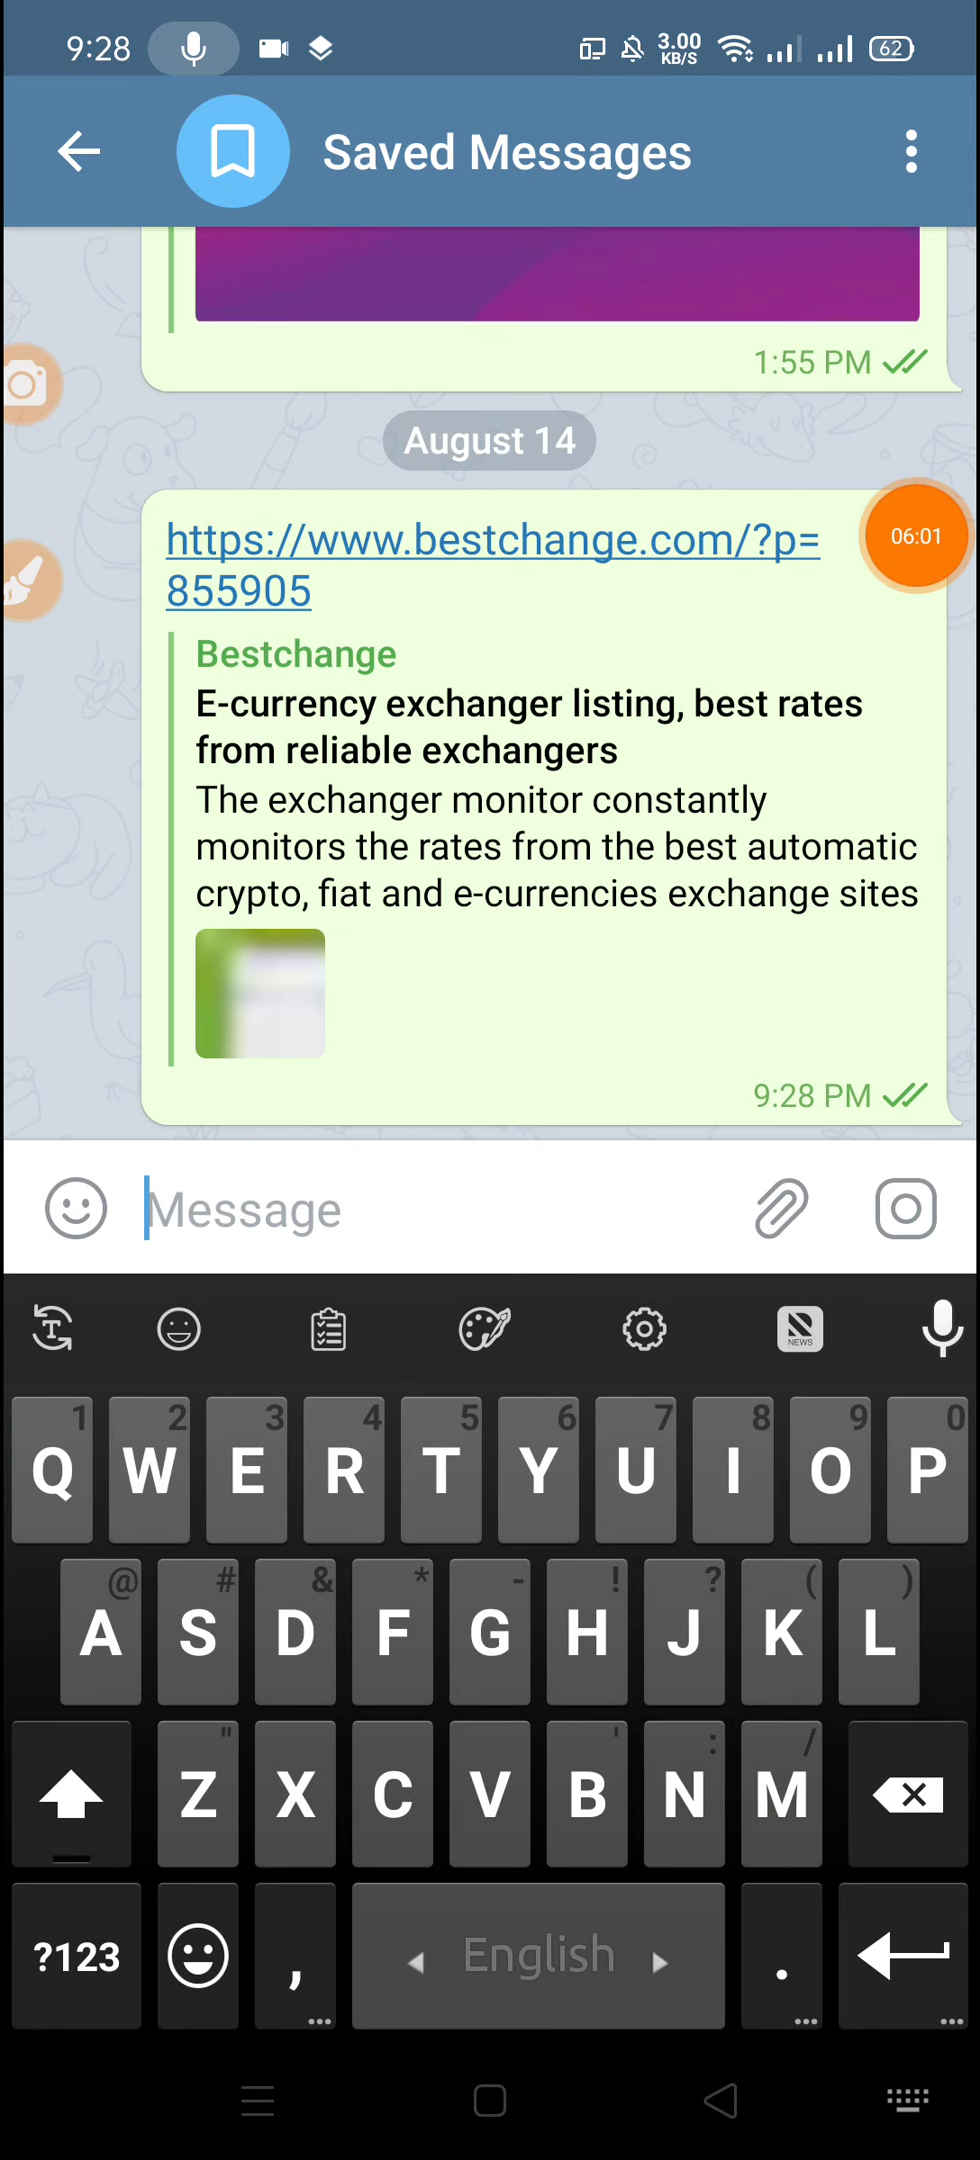 9:28
3.00
KB/S
62
Saved Messages
1:55 PM
August 14
06:01
https://www.bestchange.com/?p=
855905
Bestchange
E-currency exchanger listing, best rates
from reliable exchangers
The exchanger monitor constantly
monitors the rates from the best automatic
crypto, fiat and e-currencies exchange sites
9:28 PM
Message
T
N
NEWS
1 2 3 4 5 6 7 8 9 0
Q W E R T Y U I O P
@ # & * - ! ? ( )
A S D F G H J K L
" ' : /
Z X C V B N M
?123 , English .